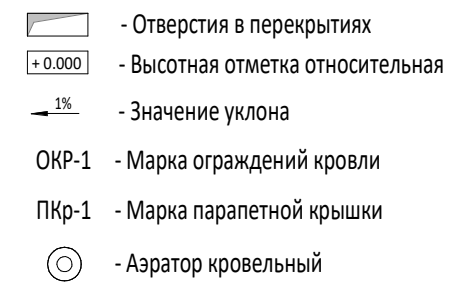 - Отверстия в перекрытиях
+ 0.000 - Высотная отметка относительная
1% - Значение уклона
ОКР-1 - Марка ограждений кровли
ПКр-1 - Марка парапетной крышки
- Аэратор кровельный